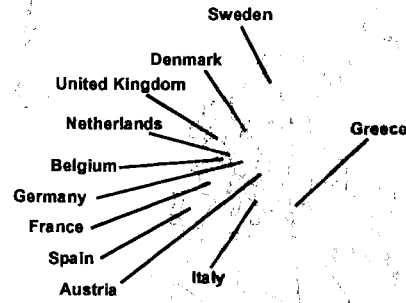 Sweden
Denmark
United Kingdom
Netherlands
Greece
Belgium
Germany
France
Spain
Italy
Austria